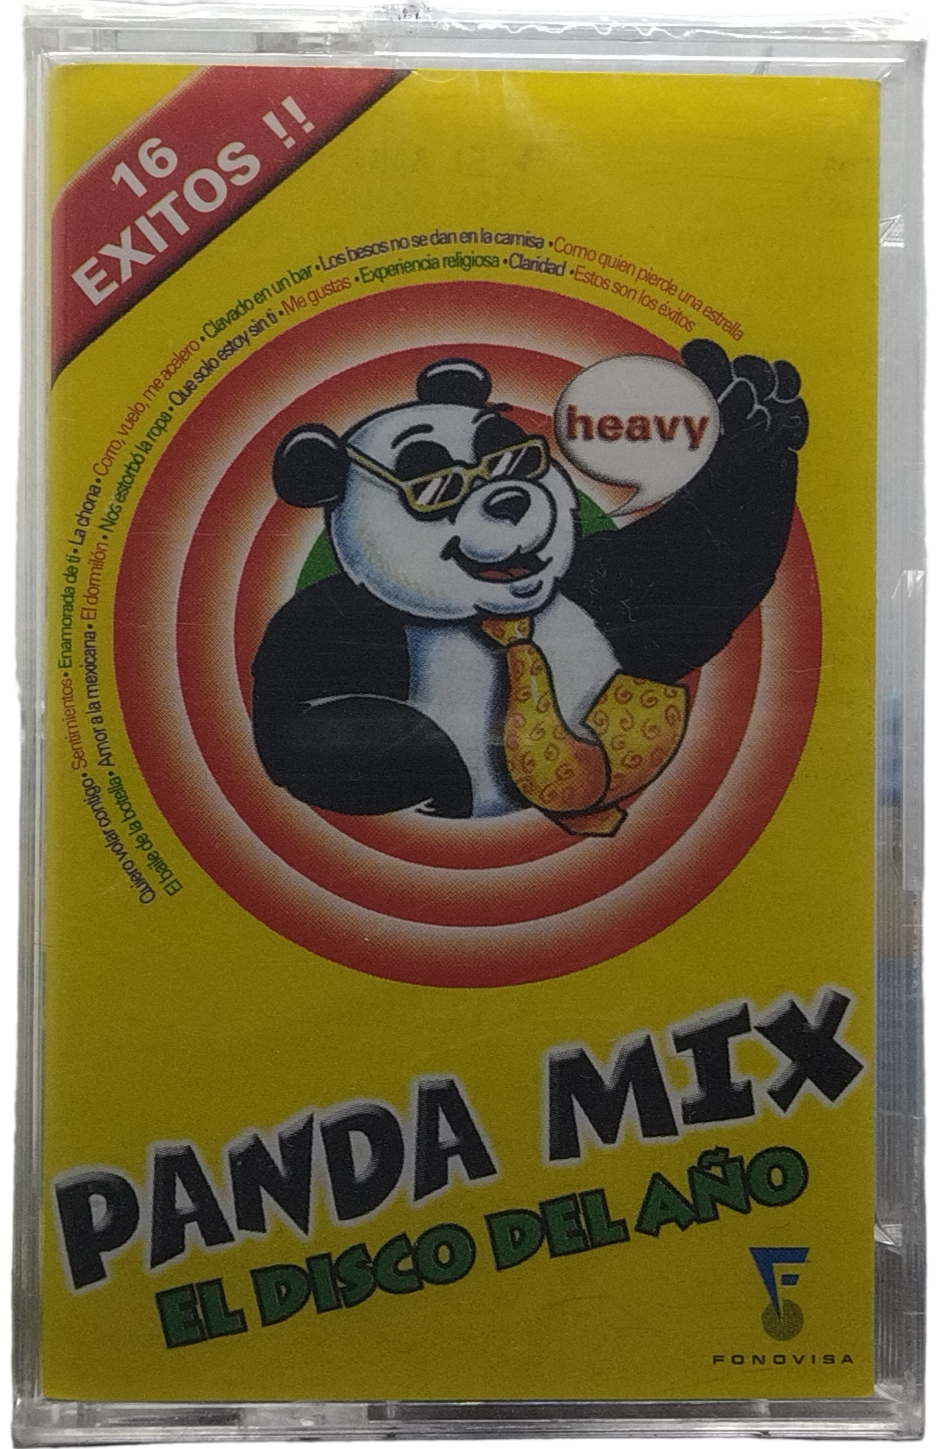 16
EXITOS !!
Quiero volar contigo • Sentimientos • Enamorada de ti • La chona • Corro, vuelo, me acelero • Clavado en un bar • Los besos no se dan en la camisa • Como quien pierde una estrella
El baile de la botella • Amor a la mexicana • El dormilón • Nos estorbó la ropa • Que solo estoy sin ti • Me gustas • Experiencia religiosa • Claridad • Estos son los éxitos
heavy
PANDA MIX
EL DISCO DEL AÑO
F
FONOVISA